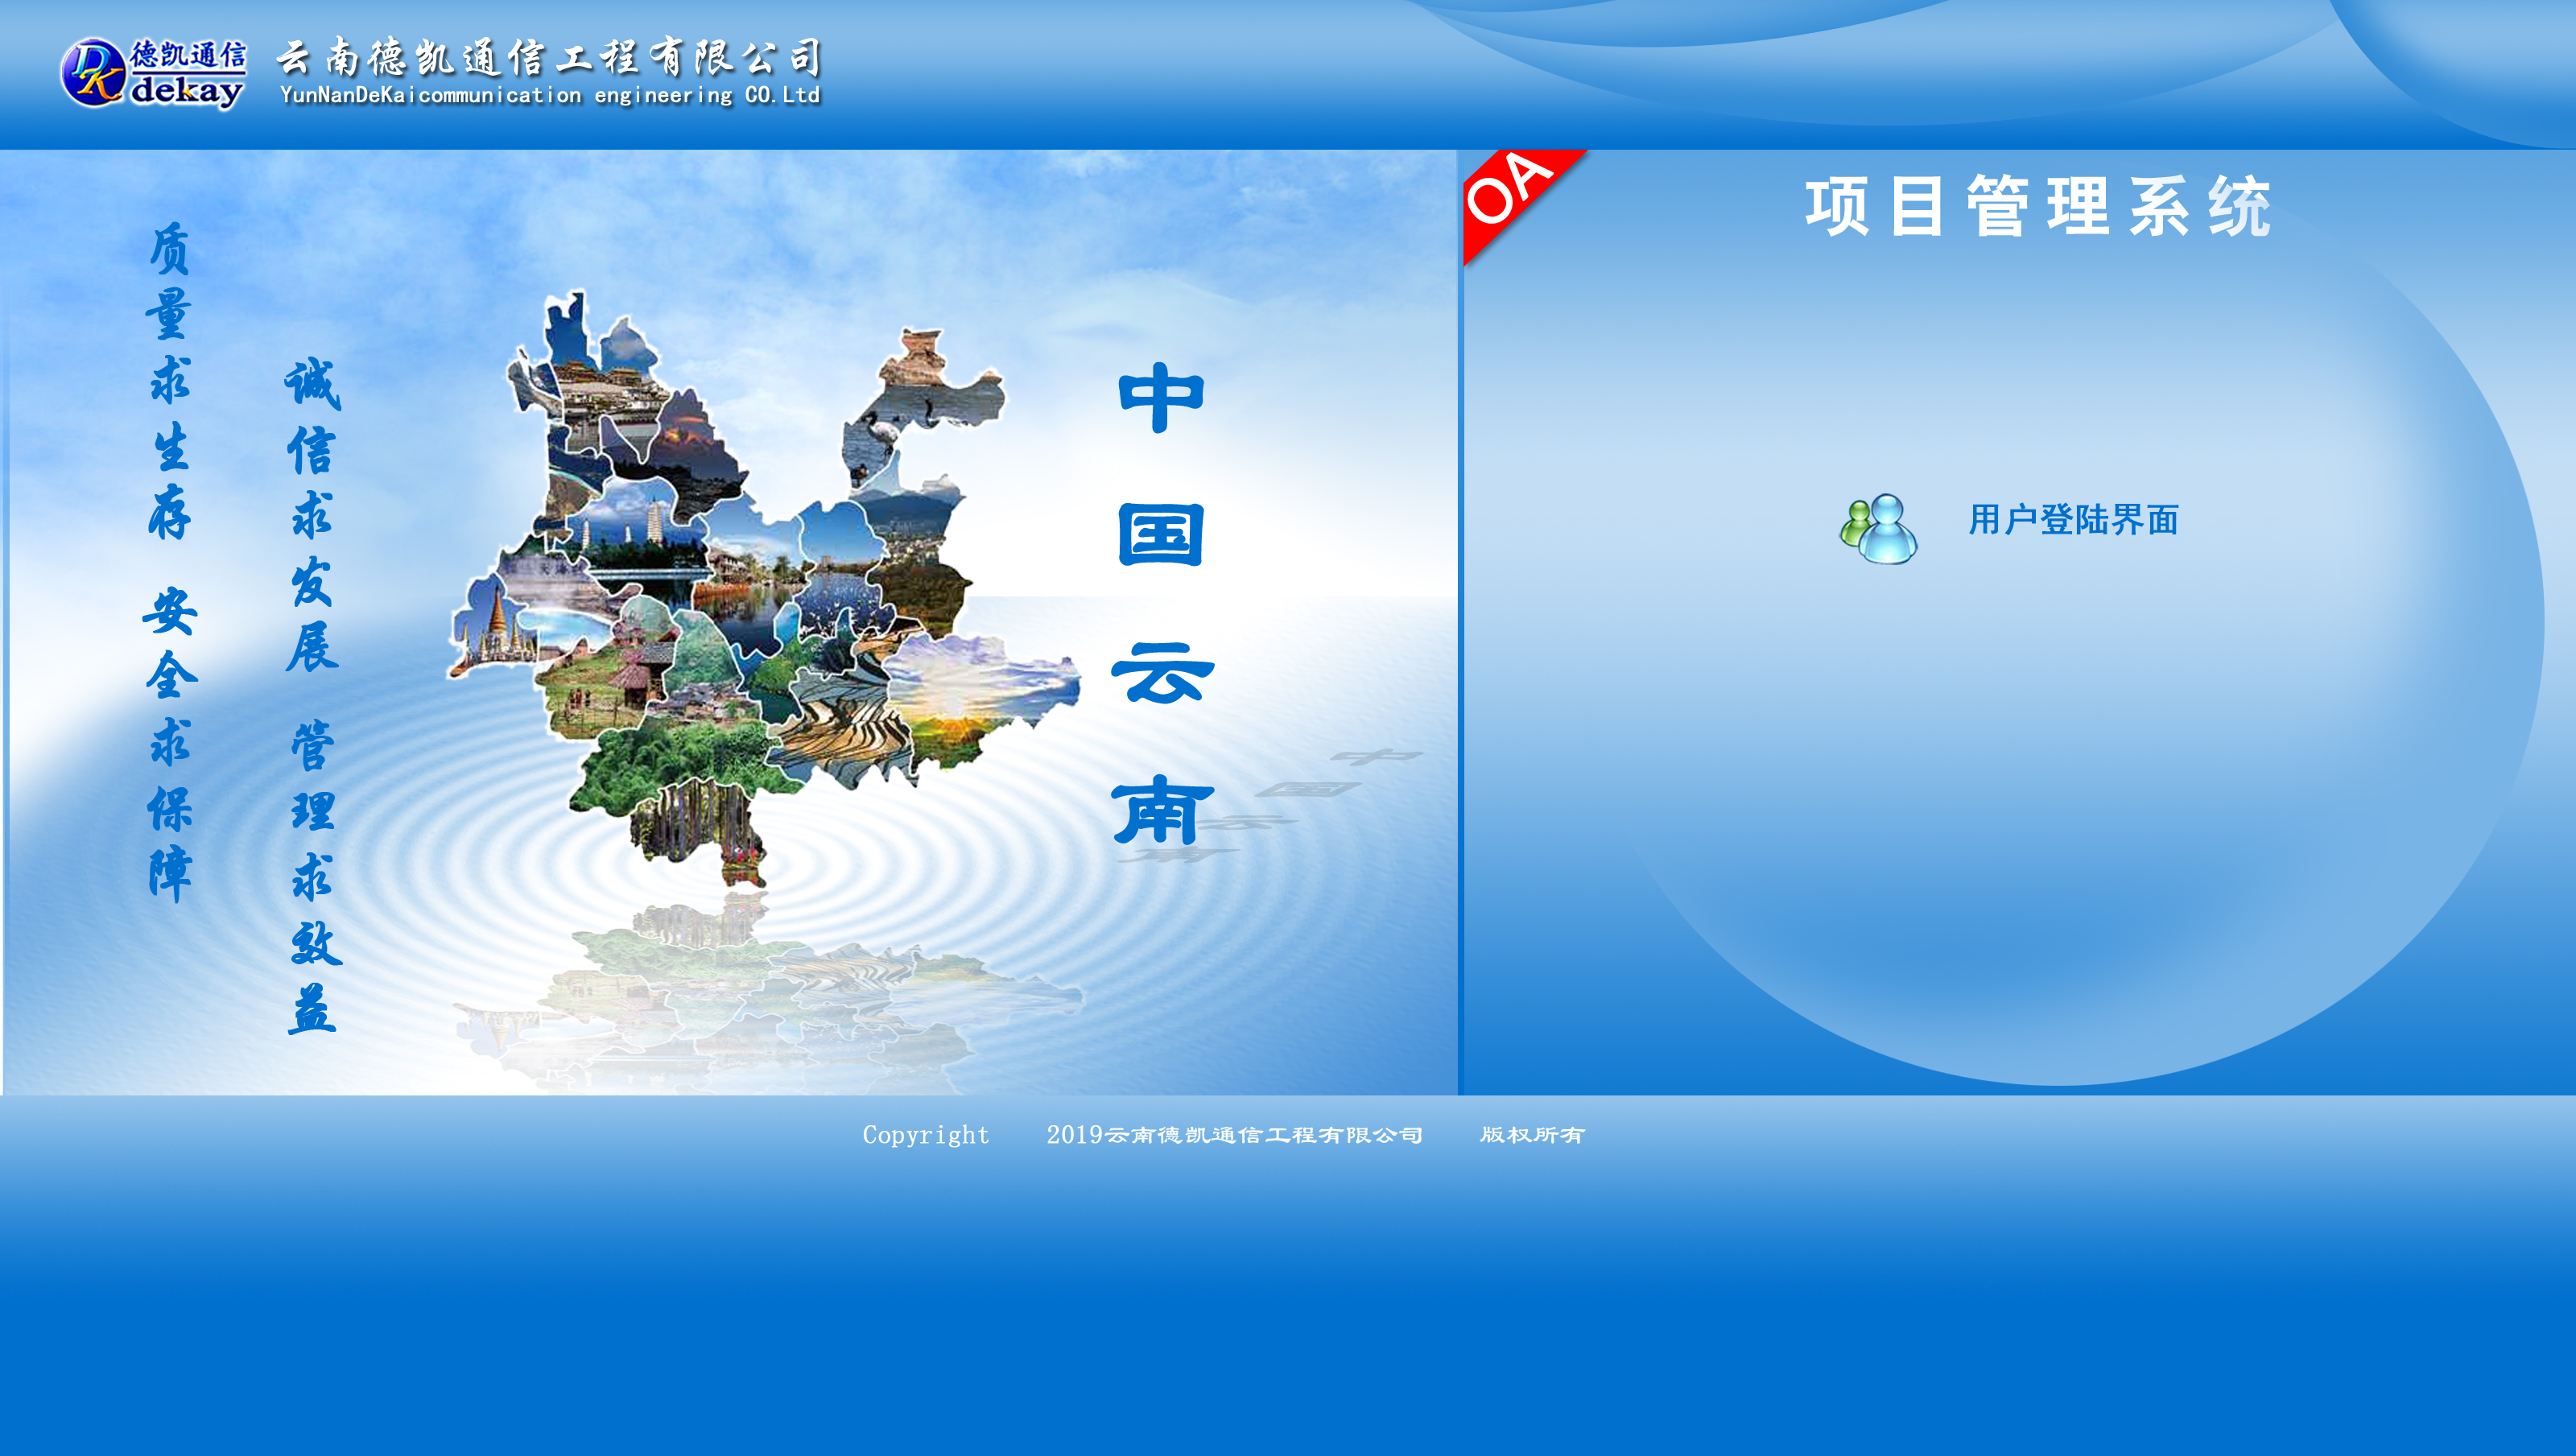 德凯通信
dekay
云南德凯通信工程有限公司
YunNanDeKaicommunication engineering CO.Ltd
OA
项目管理系统
质量求生存 安全求保障
诚信求发展 管理求效益
中国云南
用户登陆界面
Copyright 2019云南德凯通信工程有限公司 版权所有